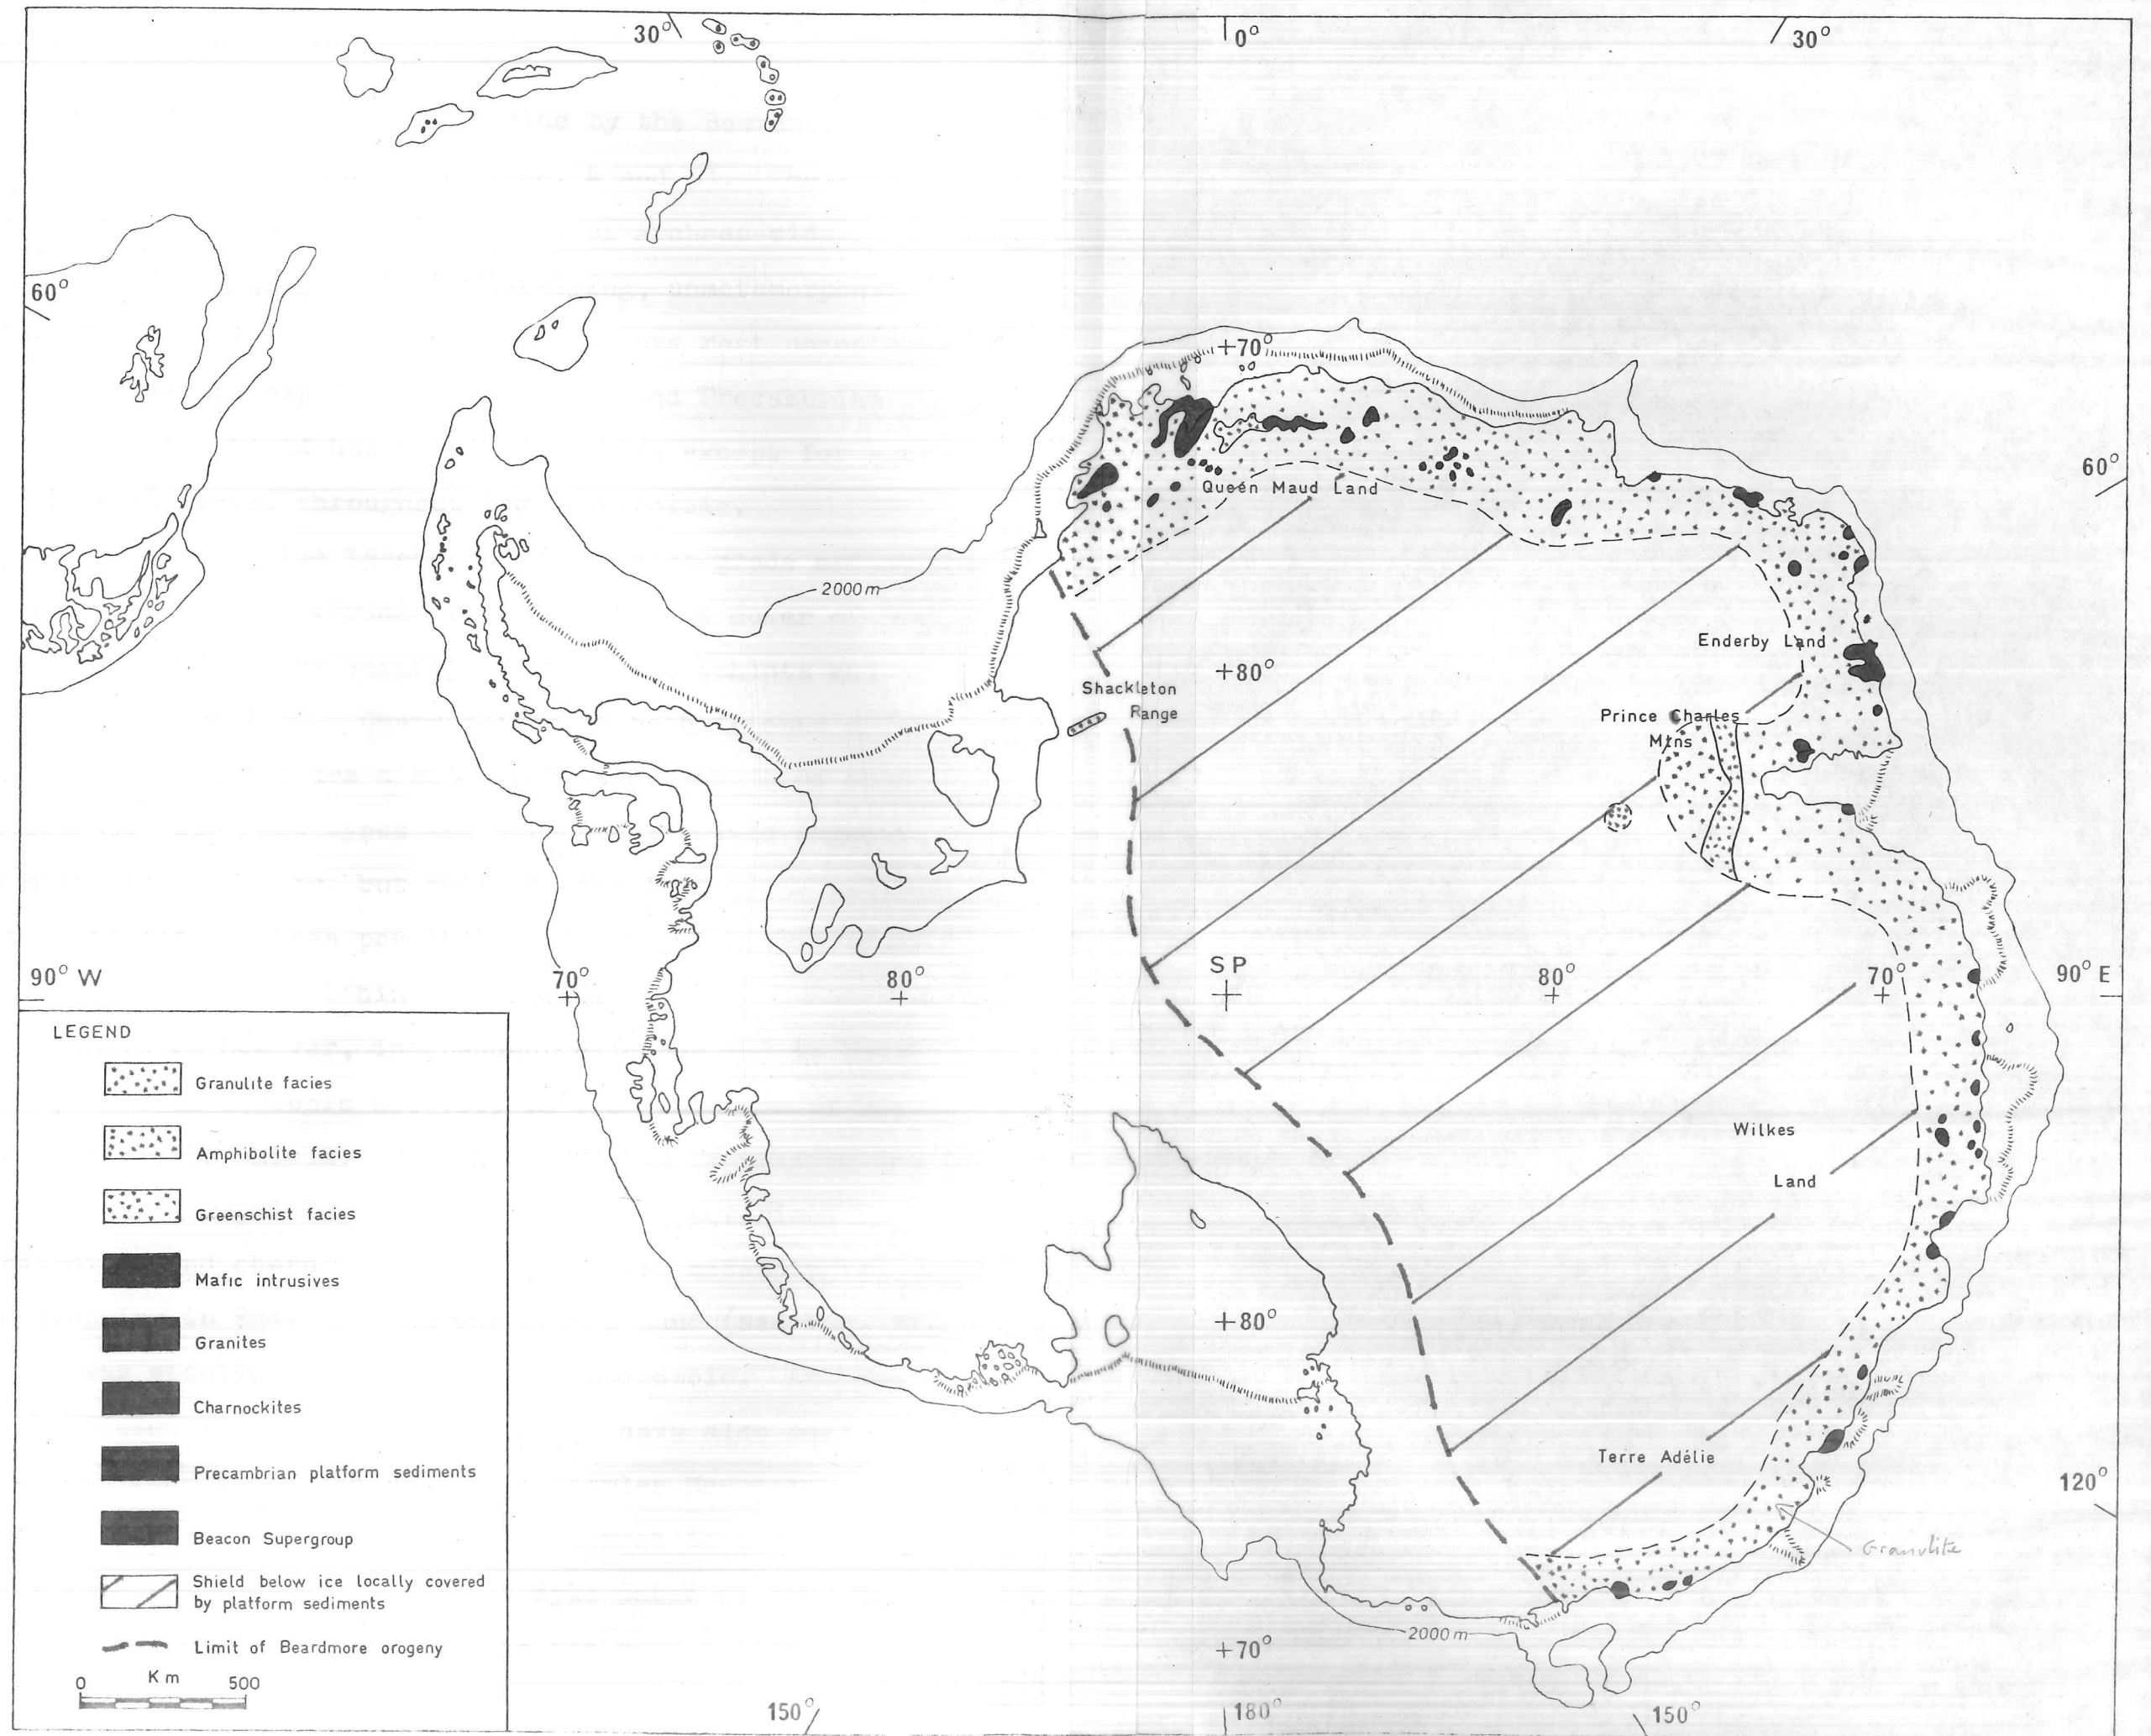 30°
0°
30°
60°
+70°
60°
Queen Maud Land
2000m
+80°
Enderby Land
Shackleton
Range
Prince Charles
Mtns
90° W
70°
80°
SP
80°
70°
90° E
LEGEND
Granulite facies
Amphibolite facies
Greenschist facies
Mafic intrusives
Granites
Charnockites
Precambrian platform sediments
Beacon Supergroup
Shield below ice locally covered
by platform sediments
Limit of Beardmore orogeny
Km
0 500
Wilkes
Land
+80°
Terre Adélie
120°
Granulite
2000m
+70°
150°
180°
150°